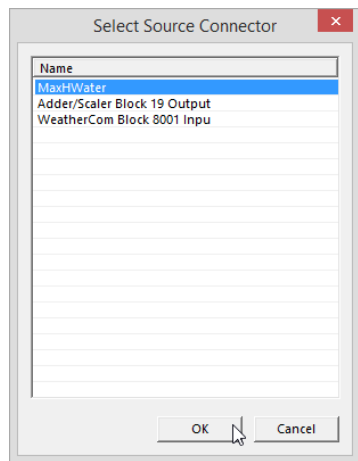 Select Source Connector
Name
MaxHWater
Adder/Scaler Block 19 Output
WeatherCom Block 8001 Inpu
OK
Cancel